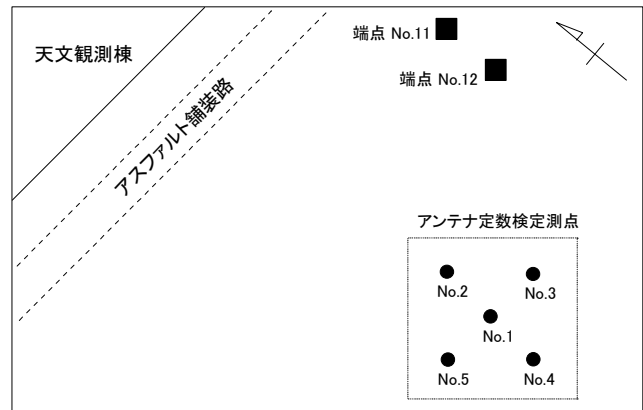 端点 No.11
天文観測棟
端点 No.12
アスファルト舗装路
アンテナ定数検定測点
No.2
No.3
No.1
No.5
No.4